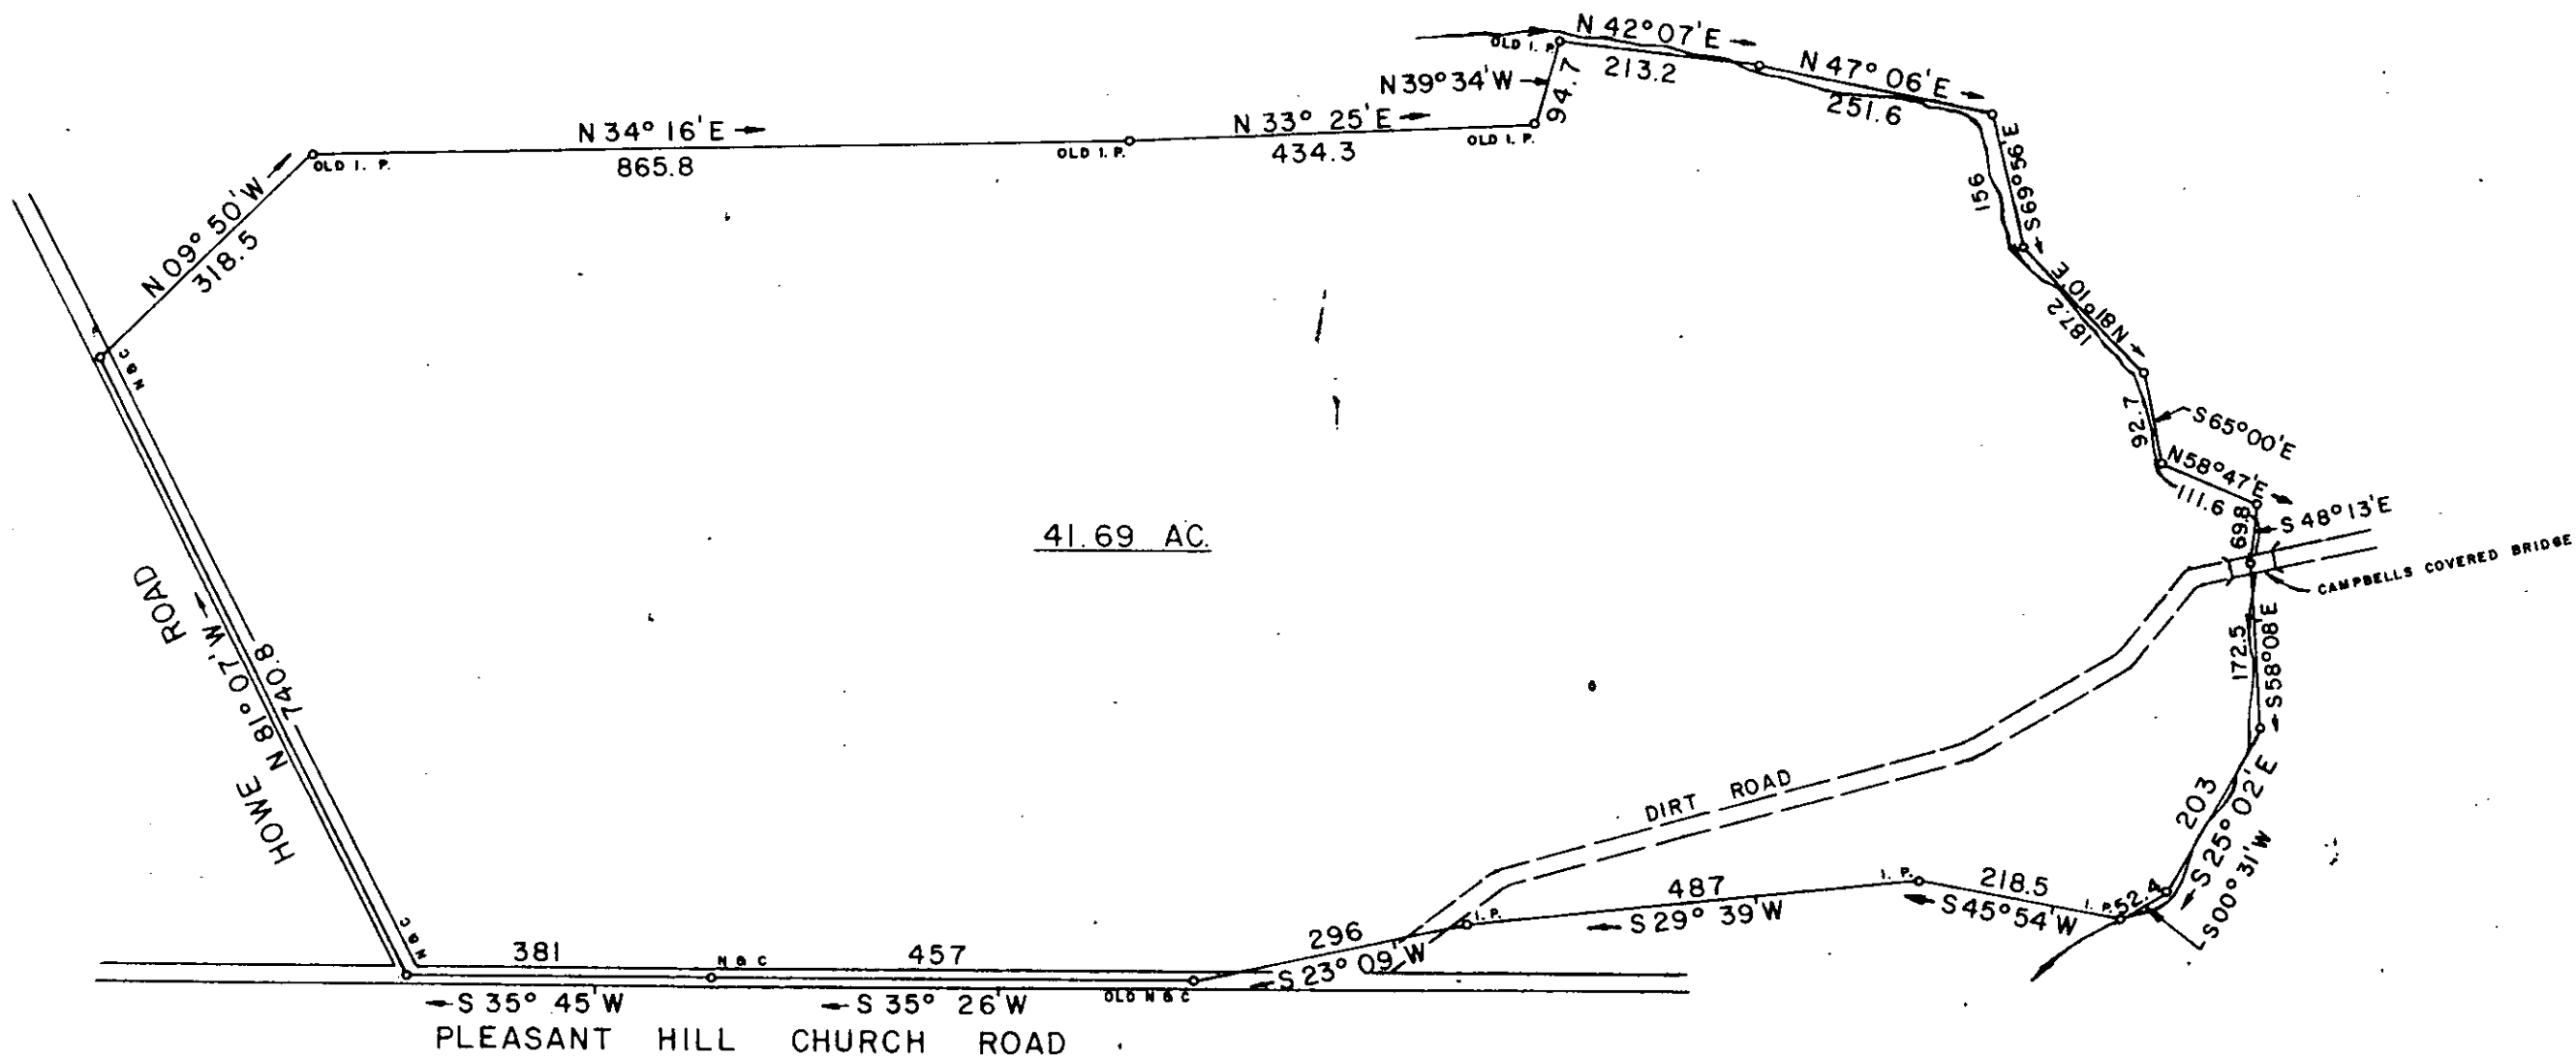 N 42° 07' E
OLD I. P.
213.2
N 47° 06' E
251.6
N 39° 34' W
94.7
N 34° 16' E
865.8
OLD I. P.
OLD I. P.
N 33° 25' E
434.3
OLD I. P.
N 09° 50' W
318.5
S 69° 56' E
156
N 81° 10' E
187.2
92.7
S 65° 00' E
N 58° 47' E
111.6
69.8
S 48° 13' E
CAMPBELLS COVERED BRIDGE
N & C
41.69 AC.
HOWE ROAD
N 81° 07' W
740.8
172.5
S 58° 08' E
DIRT ROAD
203
S 25° 02' E
S 00° 31' W
52.4
I. P.
218.5
S 45° 54' W
I. P.
487
S 29° 39' W
I. P.
296
S 23° 09' W
N & C
381
S 35° 45' W
N & C
457
S 35° 26' W
OLD N & C
PLEASANT HILL CHURCH ROAD